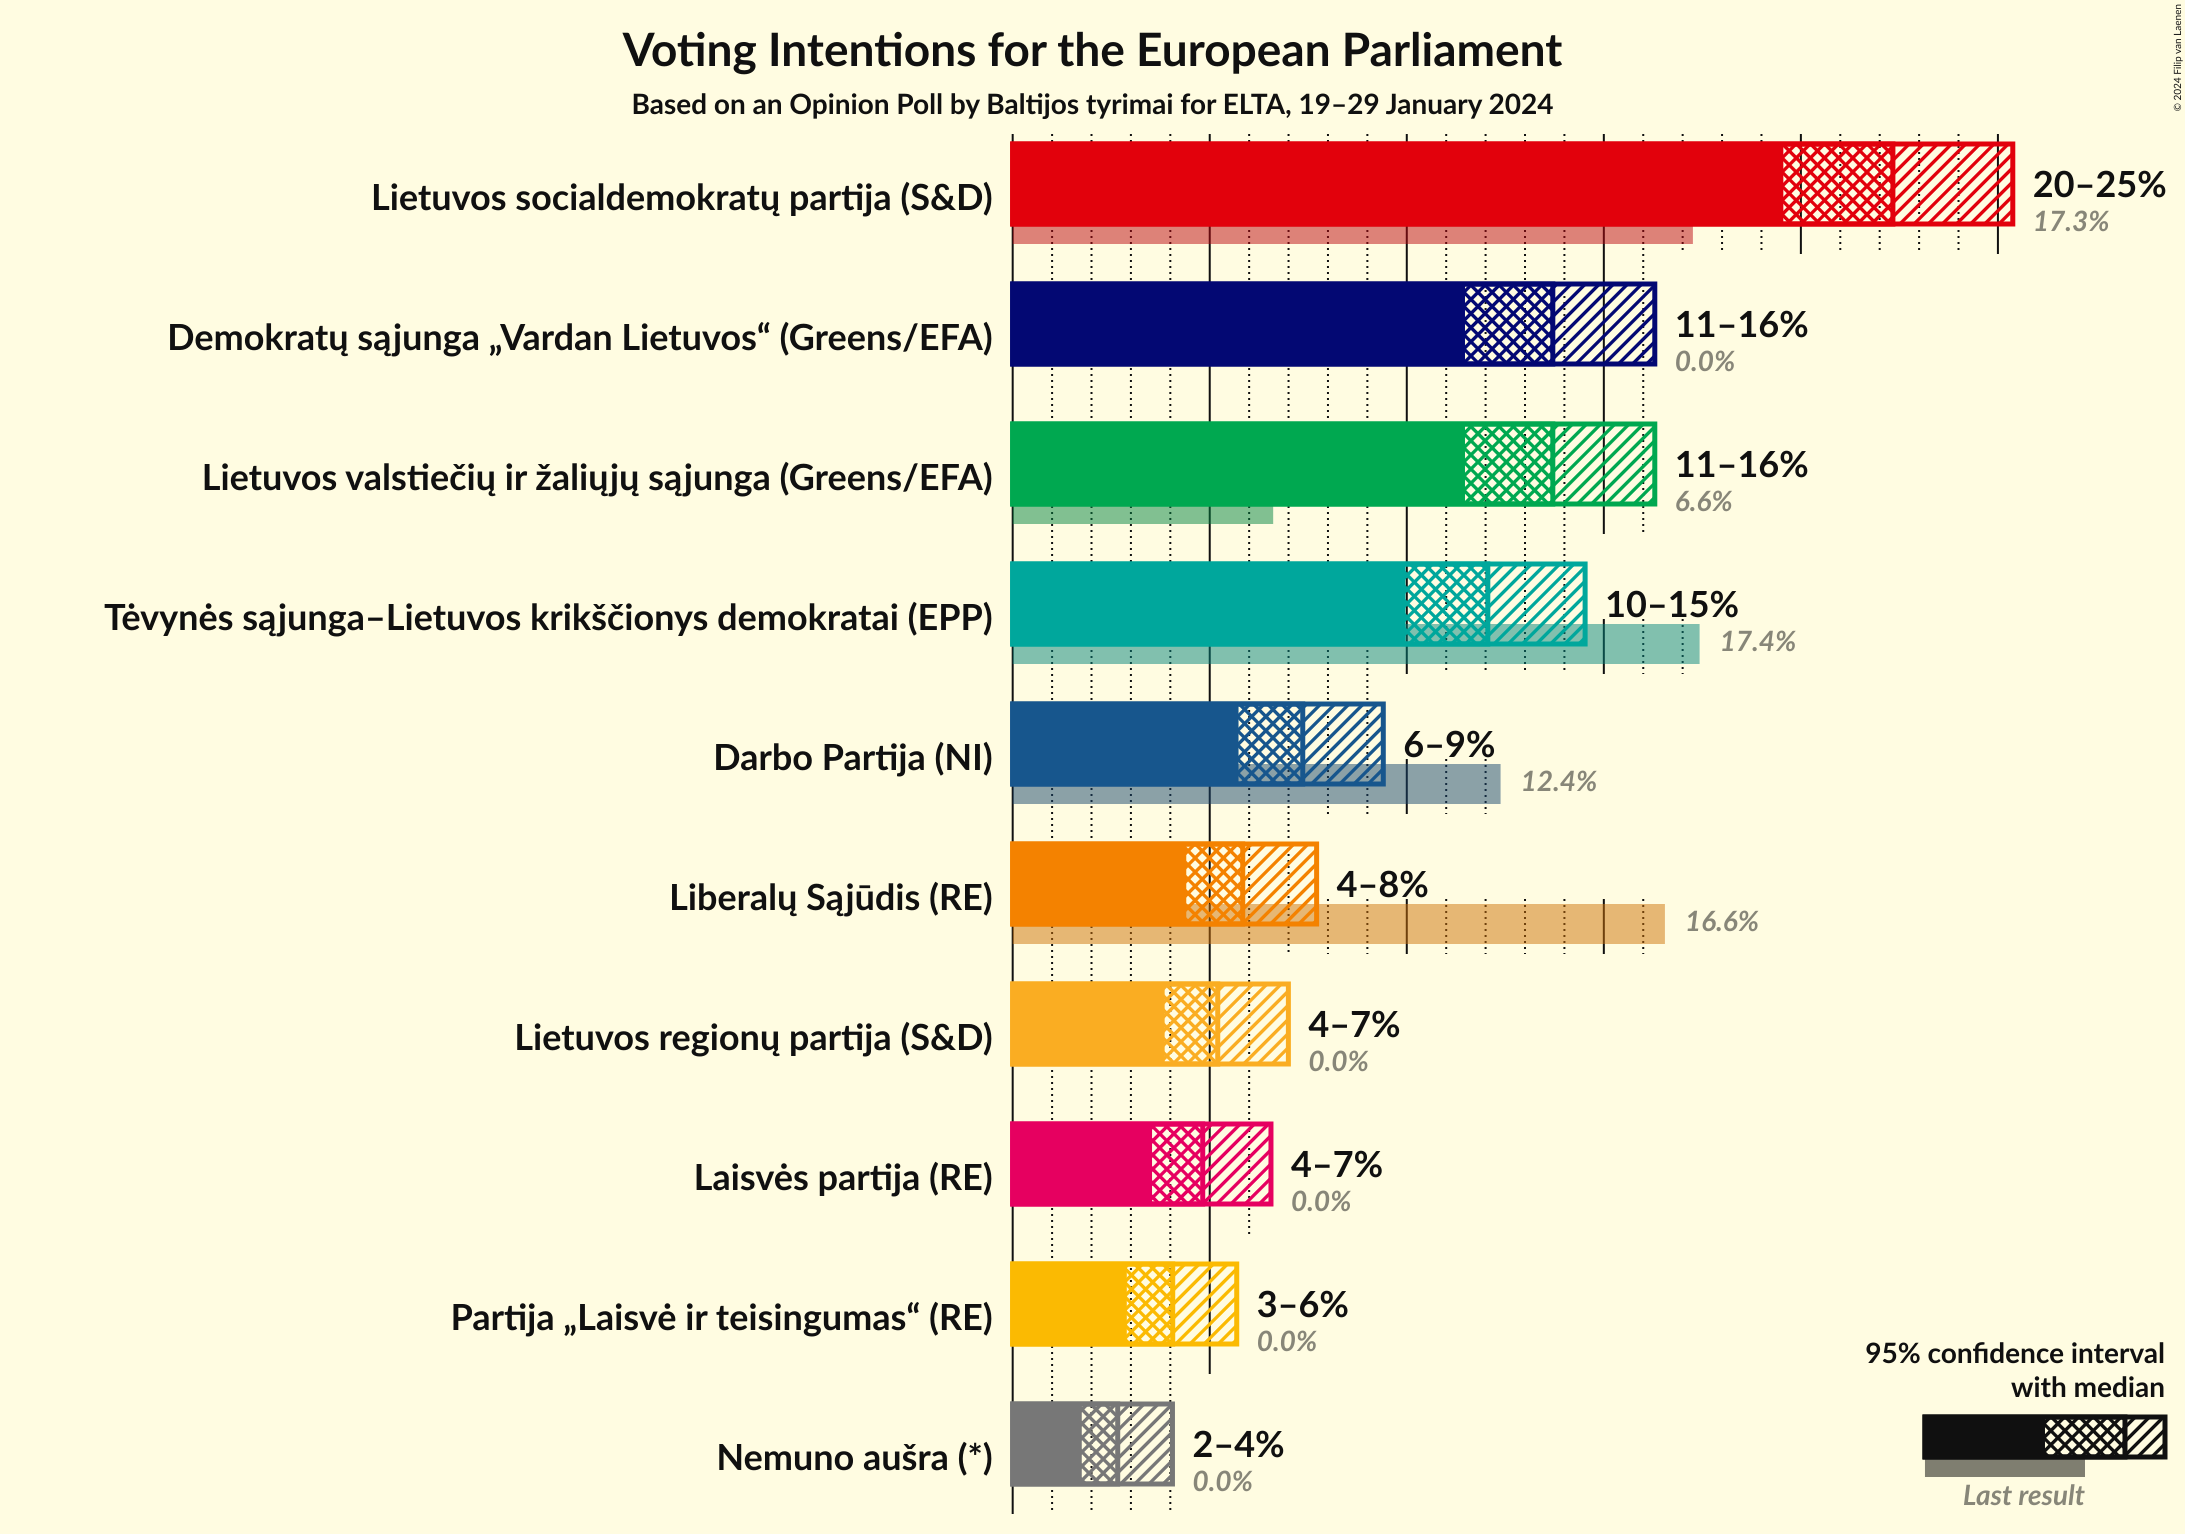 Voting Intentions for the European Parliament
Based on an Opinion Poll by Baltijos tyrimai for ELTA, 19–29 January 2024
© 2024 Filip van Laenen
Lietuvos socialdemokratų partija (S&D)
20–25%
17.3%
Demokratų sąjunga „Vardan Lietuvos“ (Greens/EFA)
11–16%
0.0%
Lietuvos valstiečių ir žaliųjų sąjunga (Greens/EFA)
11–16%
6.6%
Tėvynės sąjunga–Lietuvos krikščionys demokratai (EPP)
10–15%
17.4%
Darbo Partija (NI)
6–9%
12.4%
Liberalų Sąjūdis (RE)
4–8%
16.6%
Lietuvos regionų partija (S&D)
4–7%
0.0%
Laisvės partija (RE)
4–7%
0.0%
Partija „Laisvė ir teisingumas“ (RE)
3–6%
0.0%
Nemuno aušra (*)
2–4%
0.0%
95% confidence interval
with median
Last result